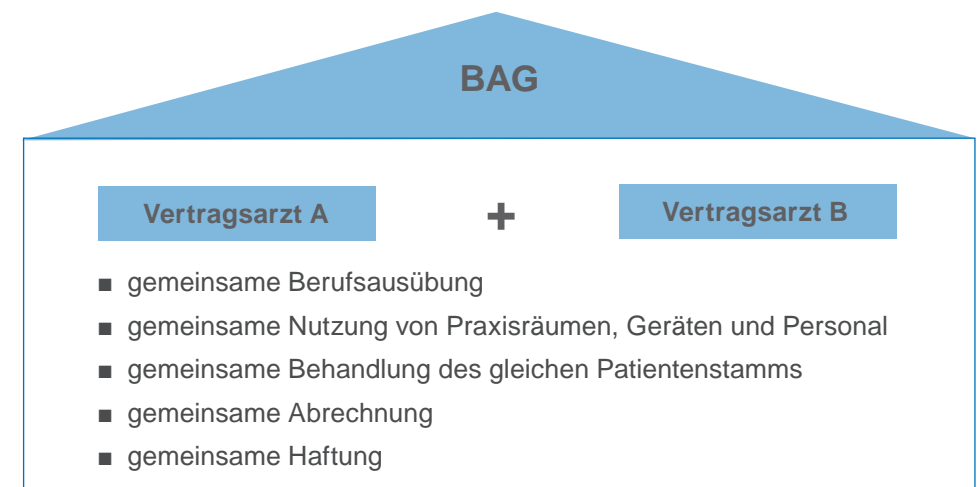 BAG
Vertragsarzt A + Vertragsarzt B
■ gemeinsame Berufsausübung
■ gemeinsame Nutzung von Praxisräumen, Geräten und Personal
■ gemeinsame Behandlung des gleichen Patientenstamms
■ gemeinsame Abrechnung
■ gemeinsame Haftung